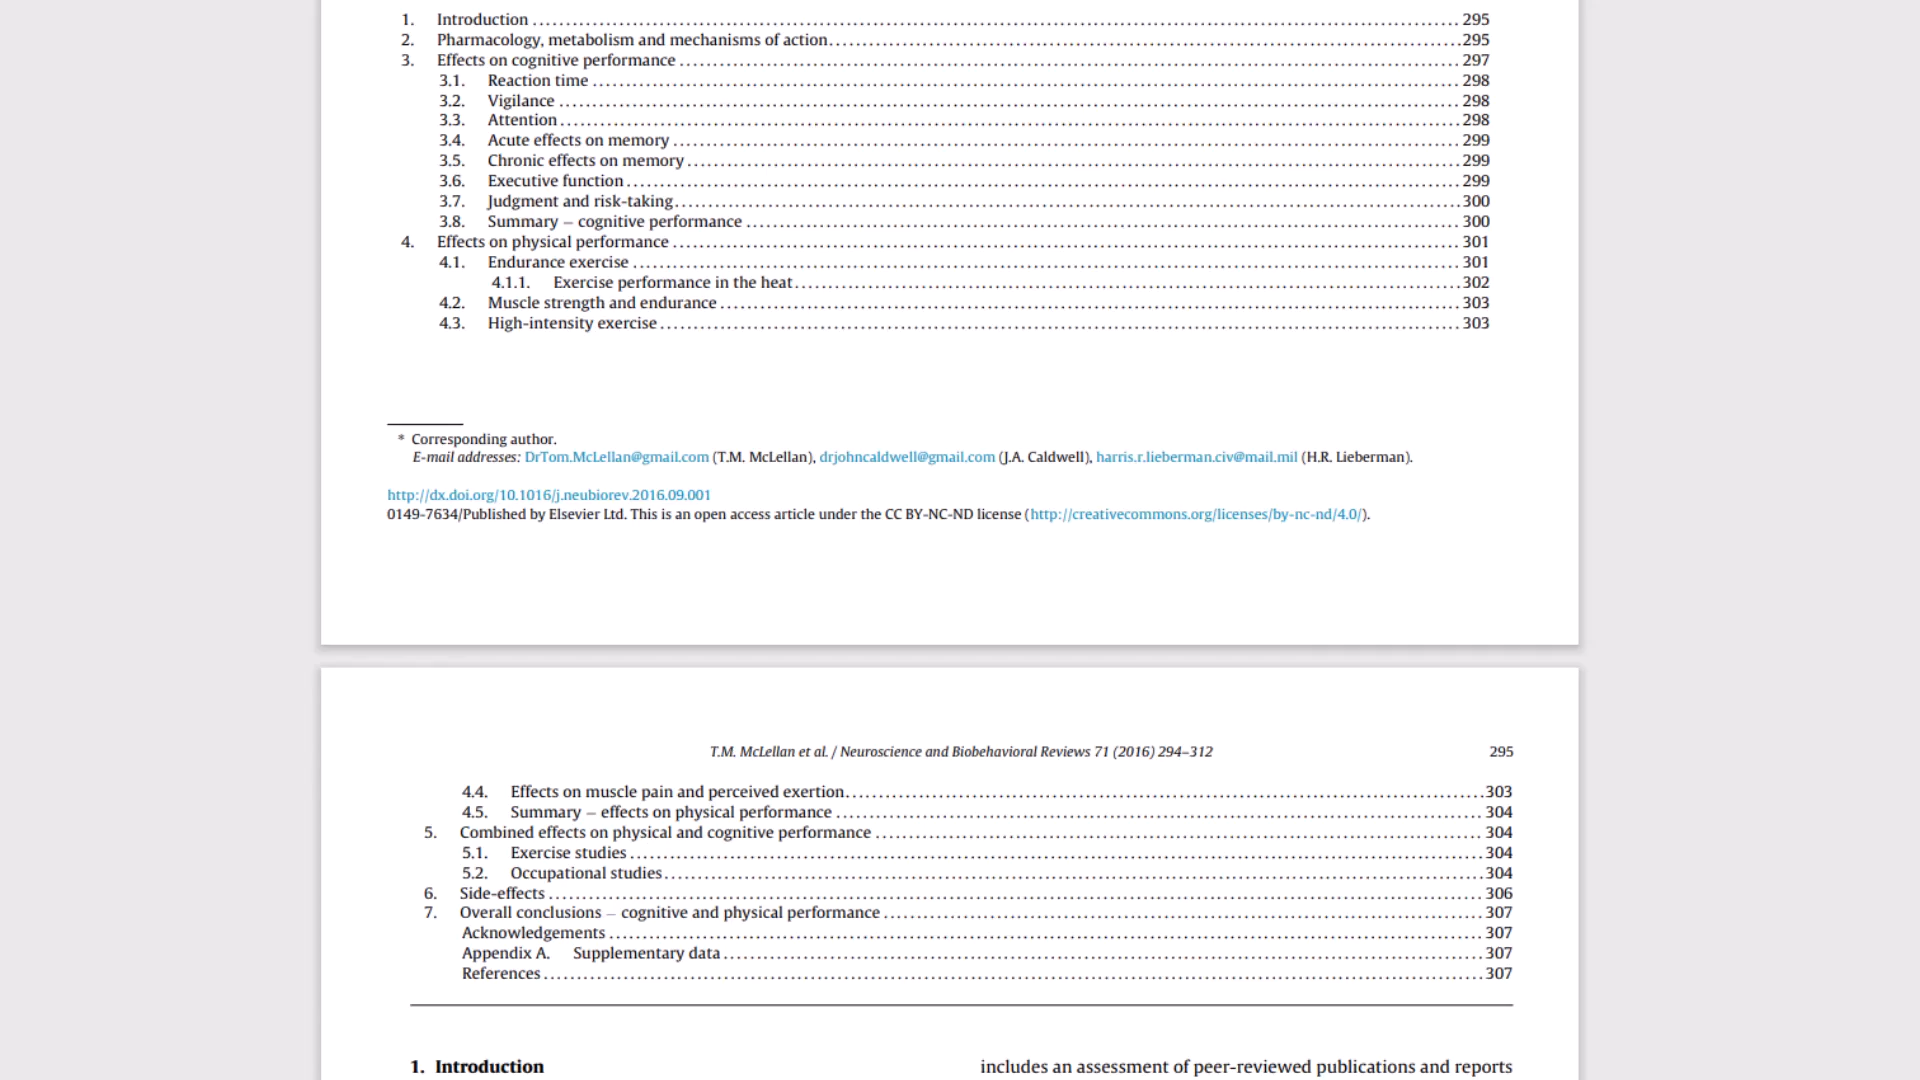 1. Introduction 295
2. Pharmacology, metabolism and mechanisms of action 295
3. Effects on cognitive performance 297
3.1. Reaction time 298
3.2. Vigilance 298
3.3. Attention 298
3.4. Acute effects on memory 299
3.5. Chronic effects on memory 299
3.6. Executive function 299
3.7. Judgment and risk-taking 300
3.8. Summary – cognitive performance 300
4. Effects on physical performance 301
4.1. Endurance exercise 301
4.1.1. Exercise performance in the heat 302
4.2. Muscle strength and endurance 303
4.3. High-intensity exercise 303
* Corresponding author.
E-mail addresses: DrTom.McLellan@gmail.com (T.M. McLellan), drjohncaldwell@gmail.com (J.A. Caldwell), harris.r.lieberman.civ@mail.mil (H.R. Lieberman).
http://dx.doi.org/10.1016/j.neubiorev.2016.09.001
0149-7634/Published by Elsevier Ltd. This is an open access article under the CC BY-NC-ND license (http://creativecommons.org/licenses/by-nc-nd/4.0/).
T.M. McLellan et al. / Neuroscience and Biobehavioral Reviews 71 (2016) 294–312 295
4.4. Effects on muscle pain and perceived exertion 303
4.5. Summary – effects on physical performance 304
5. Combined effects on physical and cognitive performance 304
5.1. Exercise studies 304
5.2. Occupational studies 304
6. Side-effects 306
7. Overall conclusions – cognitive and physical performance 307
Acknowledgements 307
Appendix A. Supplementary data 307
References 307
1. Introduction
includes an assessment of peer-reviewed publications and reports